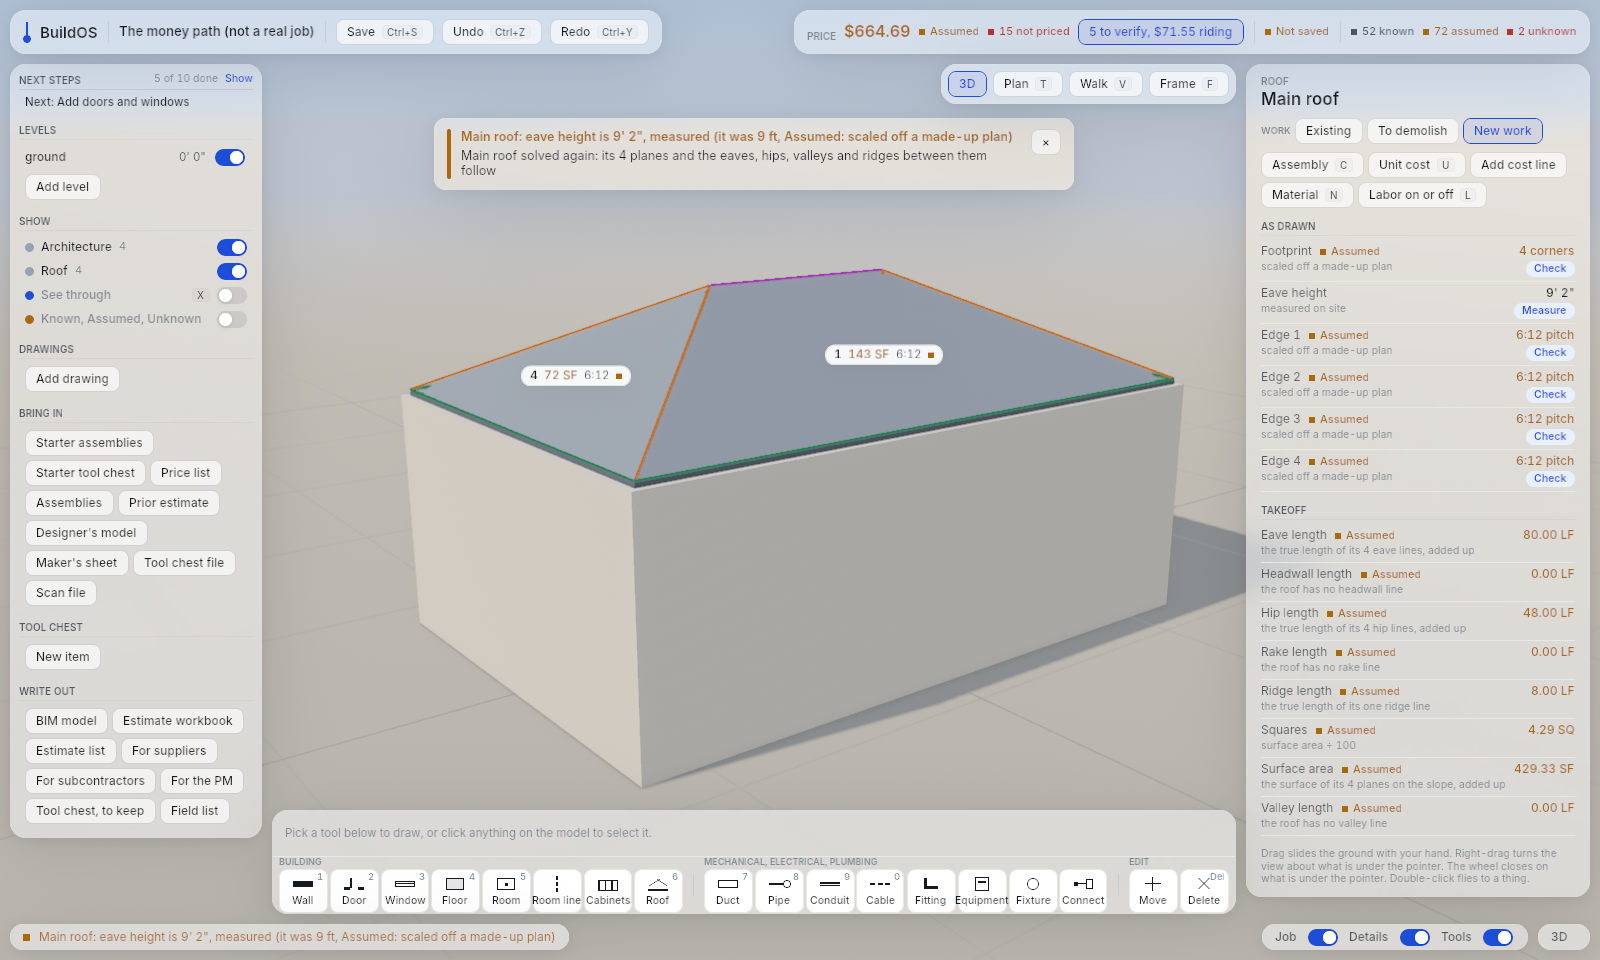 BuildOS
The money path (not a real job)
Save Ctrl+S
Undo Ctrl+Z
Redo Ctrl+Y
PRICE $664.69 Assumed 15 not priced 5 to verify, $71.55 riding Not saved 52 known 72 assumed 2 unknown
NEXT STEPS 5 of 10 done Show
Next: Add doors and windows
LEVELS
ground 0' 0"
Add level
SHOW
Architecture 4
Roof 4
See through X
Known, Assumed, Unknown
DRAWINGS
Add drawing
BRING IN
Starter assemblies
Starter tool chest Price list
Assemblies Prior estimate
Designer's model
Maker's sheet Tool chest file
Scan file
TOOL CHEST
New item
WRITE OUT
BIM model Estimate workbook
Estimate list For suppliers
For subcontractors For the PM
Tool chest, to keep Field list
3D Plan T Walk V Frame F
Main roof: eave height is 9' 2", measured (it was 9 ft, Assumed: scaled off a made-up plan)
Main roof solved again: its 4 planes and the eaves, hips, valleys and ridges between them
follow
×
4 72 SF 6:12
1 143 SF 6:12
ROOF
Main roof
WORK Existing To demolish New work
Assembly C Unit cost U Add cost line
Material N Labor on or off L
AS DRAWN
Footprint Assumed 4 corners
scaled off a made-up plan Check
Eave height 9' 2"
measured on site Measure
Edge 1 Assumed 6:12 pitch
scaled off a made-up plan Check
Edge 2 Assumed 6:12 pitch
scaled off a made-up plan Check
Edge 3 Assumed 6:12 pitch
scaled off a made-up plan Check
Edge 4 Assumed 6:12 pitch
scaled off a made-up plan Check
TAKEOFF
Eave length Assumed 80.00 LF
the true length of its 4 eave lines, added up
Headwall length Assumed 0.00 LF
the roof has no headwall line
Hip length Assumed 48.00 LF
the true length of its 4 hip lines, added up
Rake length Assumed 0.00 LF
the roof has no rake line
Ridge length Assumed 8.00 LF
the true length of its one ridge line
Squares Assumed 4.29 SQ
surface area ÷ 100
Surface area Assumed 429.33 SF
the surface of its 4 planes on the slope, added up
Valley length Assumed 0.00 LF
the roof has no valley line
Drag slides the ground with your hand. Right-drag turns the
view about what is under the pointer. The wheel closes on
what is under the pointer. Double-click flies to a thing.
Pick a tool below to draw, or click anything on the model to select it.
BUILDING MECHANICAL, ELECTRICAL, PLUMBING EDIT
1 2 3 4 5 6 7 8 9 0 Del
Wall Door Window Floor Room Room line Cabinets Roof Duct Pipe Conduit Cable Fitting Equipment Fixture Connect Move Delete
Main roof: eave height is 9' 2", measured (it was 9 ft, Assumed: scaled off a made-up plan)
Job Details Tools 3D